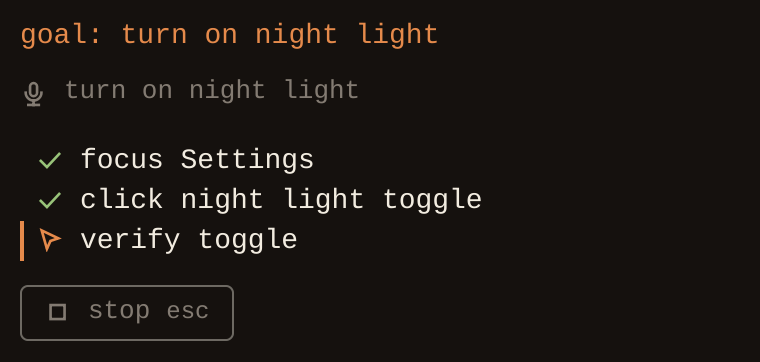 goal: turn on night light
turn on night light
focus Settings
click night light toggle
verify toggle
stop esc